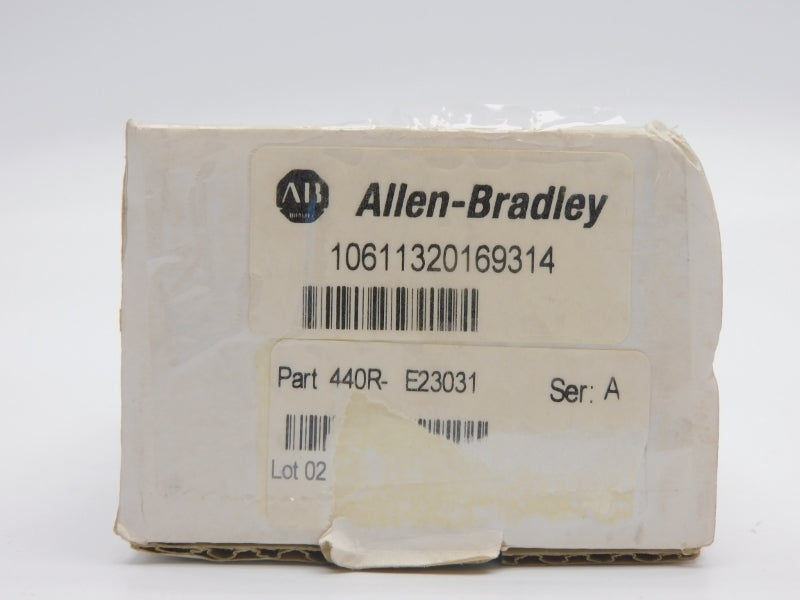 AB
Allen-Bradley
10611320169314
Part 440R- E23031 Ser: A
Lot 02